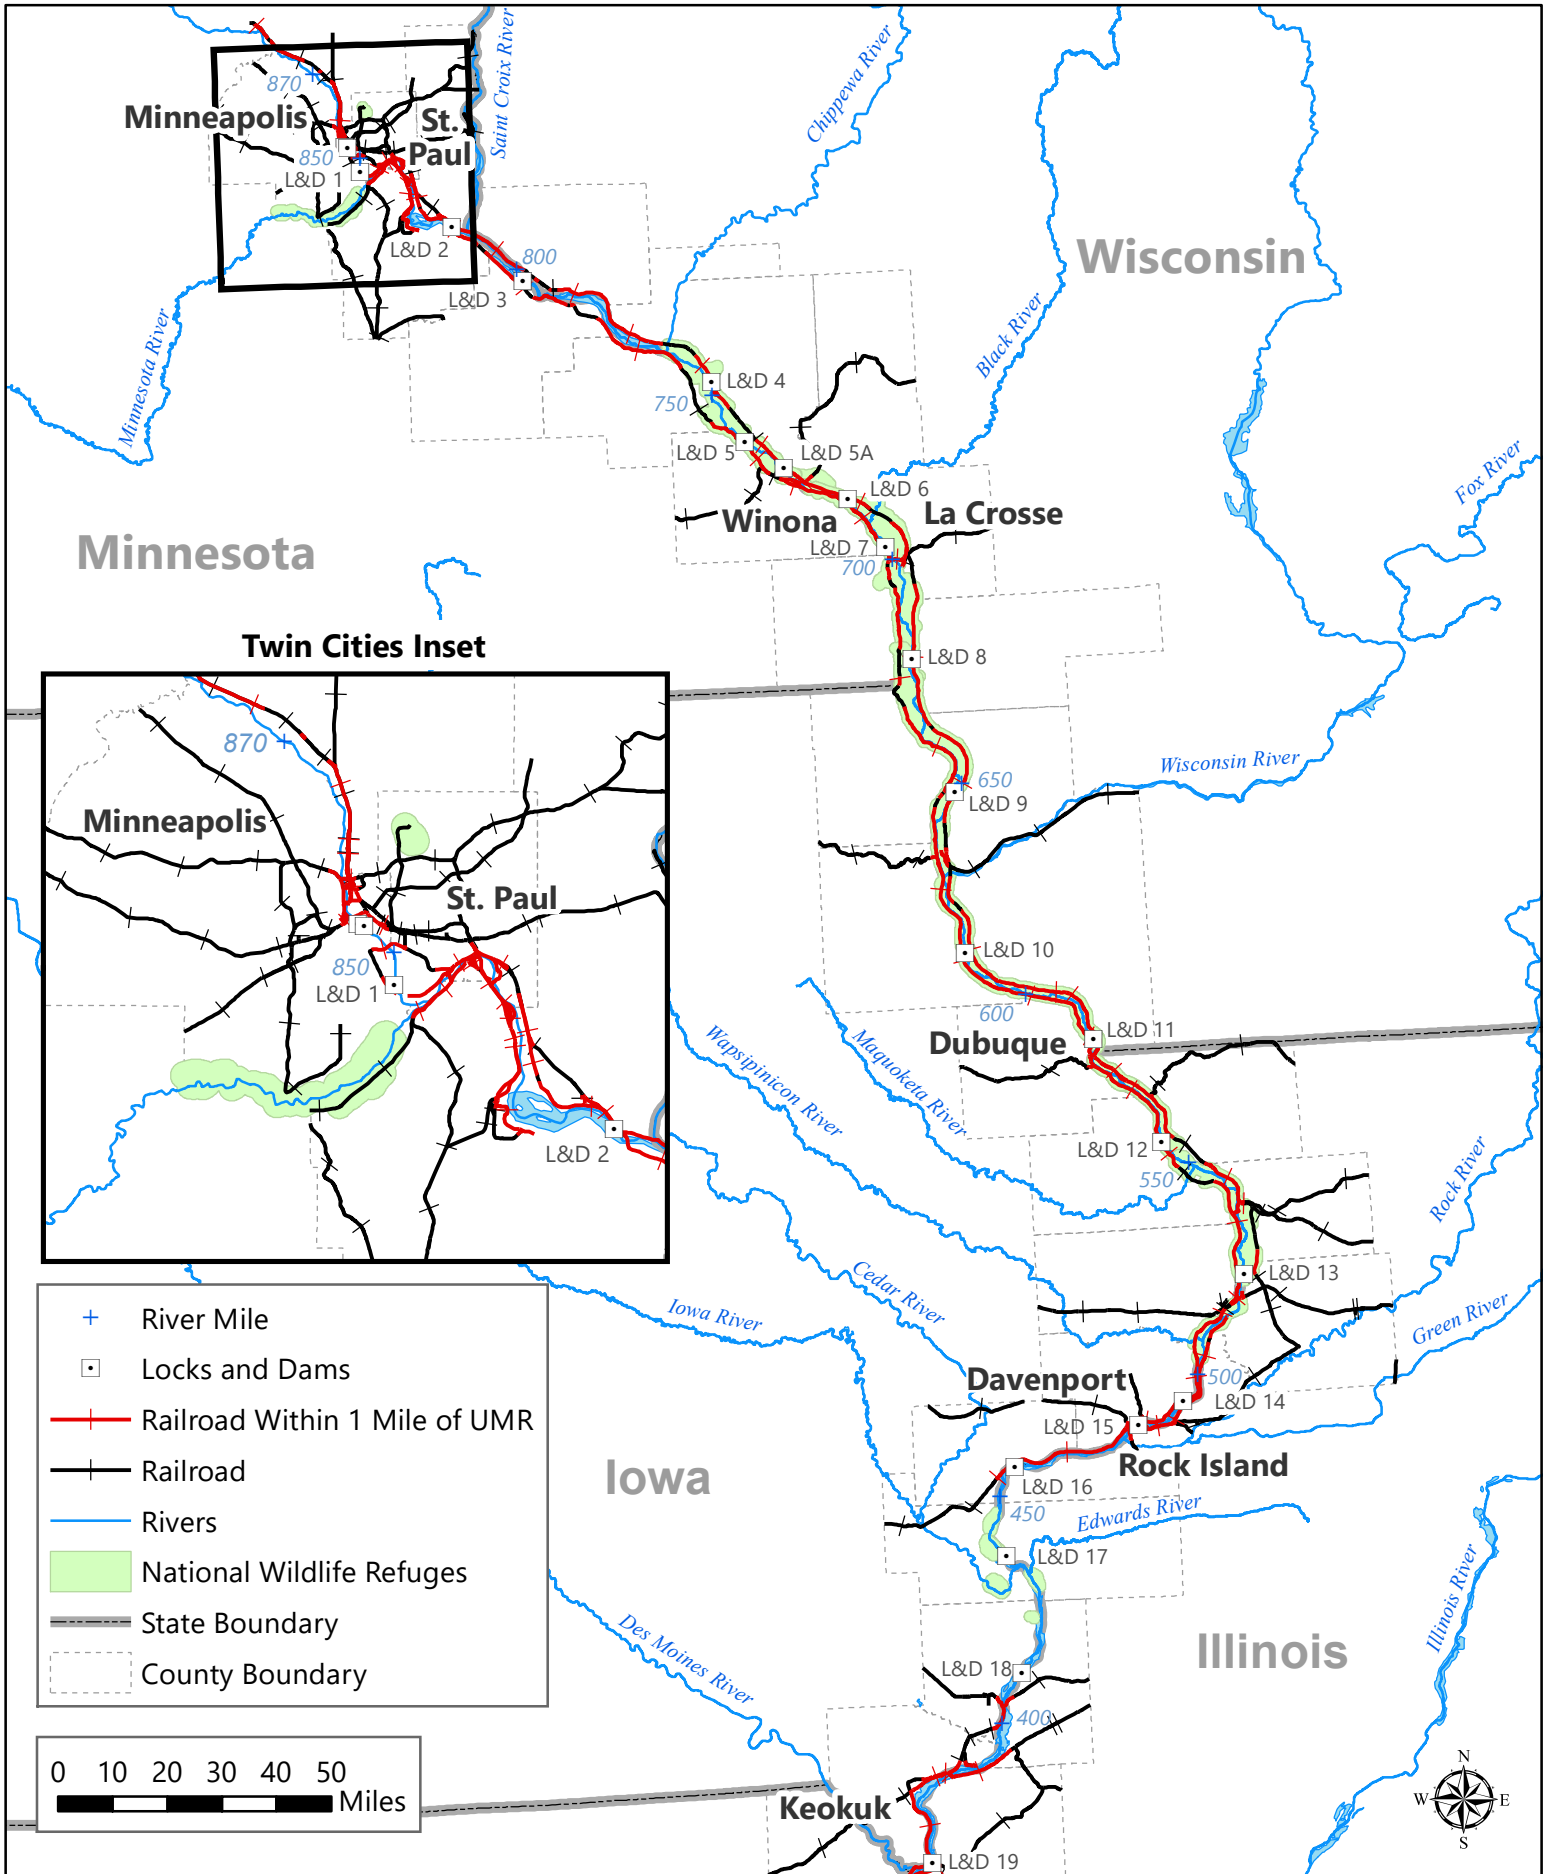 Saint Croix River
Chippewa River
870
Minneapolis
St.
Paul
850
L&D 1
L&D 2
800
L&D 3
Wisconsin
Minnesota River
Black River
L&D 4
750
L&D 5
L&D 5A
L&D 6
Winona
La Crosse
L&D 7
700
Fox River
Minnesota
Twin Cities Inset
L&D 8
870
Minneapolis
St. Paul
850
L&D 1
L&D 2
650
L&D 9
Wisconsin River
L&D 10
600
L&D 11
Dubuque
Wapsipinicon River
Maquoketa River
L&D 12
550
Rock River
L&D 13
Cedar River
Iowa River
Green River
500
Davenport
L&D 14
L&D 15
Rock Island
Iowa
L&D 16
450
Edwards River
L&D 17
Des Moines River
Illinois
Illinois River
L&D 18
400
Keokuk
L&D 19
River Mile
Locks and Dams
Railroad Within 1 Mile of UMR
Railroad
Rivers
National Wildlife Refuges
State Boundary
County Boundary
0 10 20 30 40 50
Miles
N
W E
S